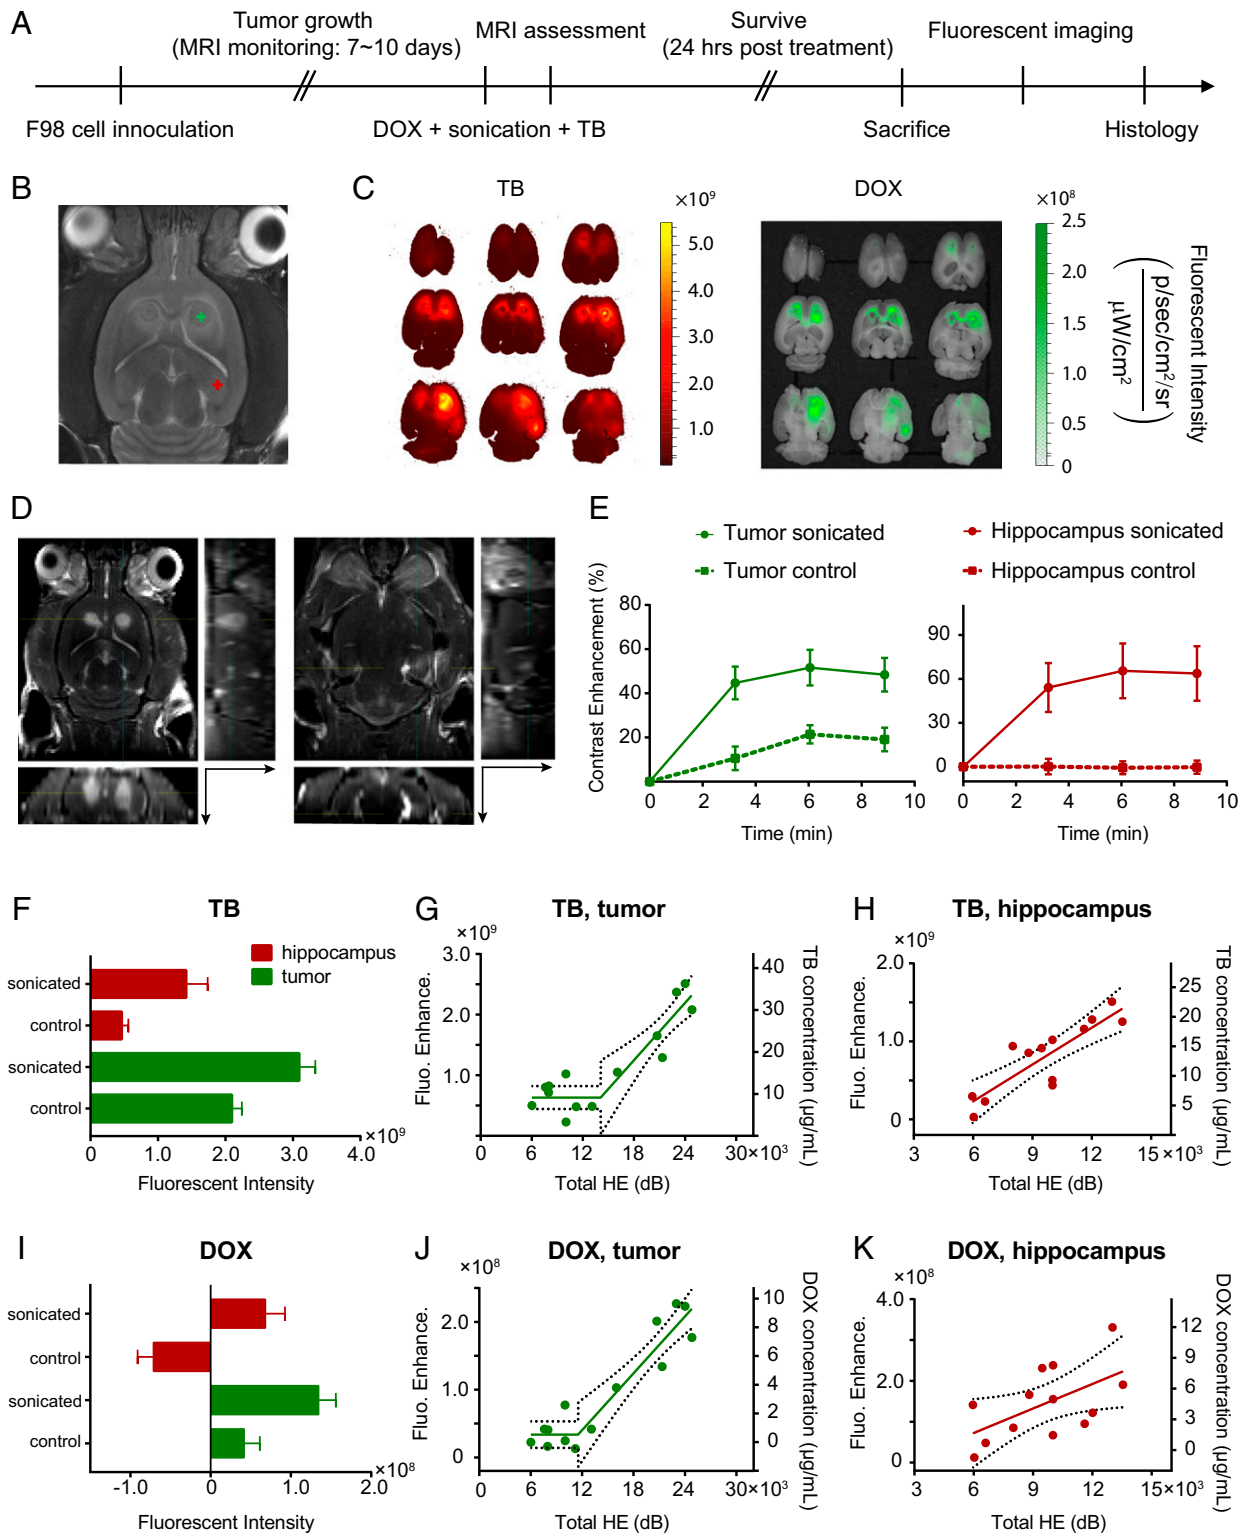 A
Tumor growth
(MRI monitoring: 7~10 days)
MRI assessment
Survive
(24 hrs post treatment)
Fluorescent imaging
F98 cell innoculation
DOX + sonication + TB
Sacrifice
Histology
B
C
TB
×10⁹
5.0
4.0
3.0
2.0
1.0
DOX
×10⁸
2.5
2.0
1.5
1.0
0.5
0
Fluorescent Intensity
(p/sec/cm²/sr / µW/cm²)
D
E
Tumor sonicated
Tumor control
Hippocampus sonicated
Hippocampus control
Contrast Enhancement (%)
80
60
40
20
0 2 4 6 8 10
Time (min)
90
60
30
0
0 2 4 6 8 10
Time (min)
F
TB
hippocampus
tumor
sonicated
control
sonicated
control
0 1.0 2.0 3.0 4.0
×10⁹
Fluorescent Intensity
G
TB, tumor
×10⁹
Fluo. Enhance.
3.0
2.0
1.0
40
30
20
10
TB concentration (µg/mL)
0 6 12 18 24 30×10³
Total HE (dB)
H
TB, hippocampus
×10⁹
Fluo. Enhance.
2.0
1.0
0
25
20
15
10
5
TB concentration (µg/mL)
3 6 9 12 15×10³
Total HE (dB)
I
DOX
sonicated
control
sonicated
control
-1.0 0 1.0 2.0
×10⁸
Fluorescent Intensity
J
DOX, tumor
×10⁸
Fluo. Enhance.
2.0
1.0
0
10
8
6
4
2
0
DOX concentration (µg/mL)
0 6 12 18 24 30×10³
Total HE (dB)
K
DOX, hippocampus
×10⁸
Fluo. Enhance.
4.0
2.0
0
12
9
6
3
0
DOX concentration (µg/mL)
3 6 9 12 15×10³
Total HE (dB)